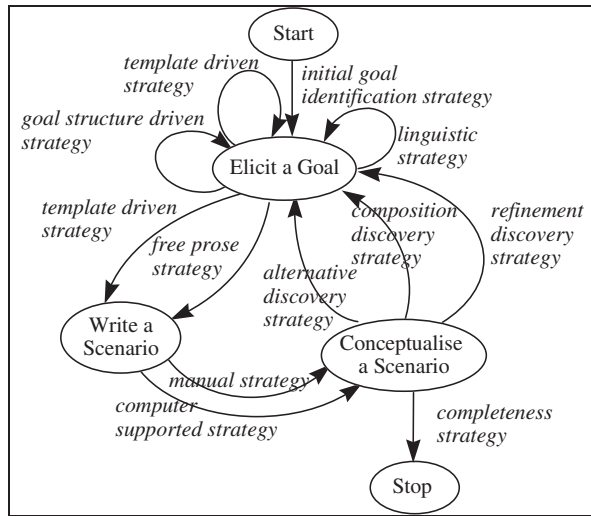 Start
template driven
strategy
initial goal
identification strategy
goal structure driven
strategy
linguistic
strategy
Elicit a Goal
template driven
strategy
free prose
strategy
composition
discovery
strategy
refinement
discovery
strategy
alternative
discovery
strategy
Write a
Scenario
Conceptualise
a Scenario
manual strategy
computer
supported strategy
completeness
strategy
Stop